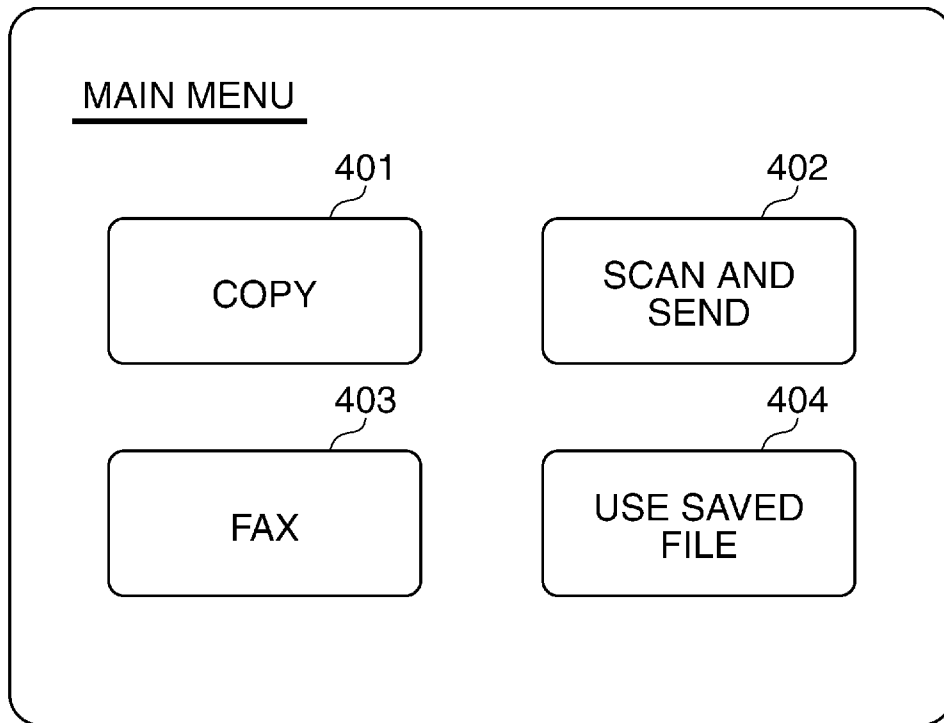 MAIN MENU
401
402
COPY
SCAN AND
SEND
403
404
FAX
USE SAVED
FILE